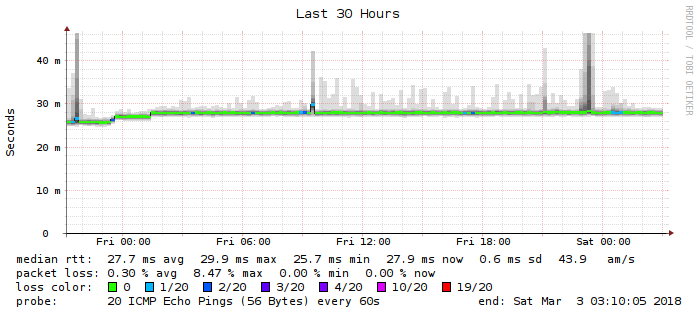 Last 30 Hours
RRDTOOL / TOBI OETIKER
Seconds
40 m
30 m
20 m
10 m
0
Fri 00:00 Fri 06:00 Fri 12:00 Fri 18:00 Sat 00:00
median rtt: 27.7 ms avg 29.9 ms max 25.7 ms min 27.9 ms now 0.6 ms sd 43.9 am/s
packet loss: 0.30 % avg 8.47 % max 0.00 % min 0.00 % now
loss color: 0 1/20 2/20 3/20 4/20 10/20 19/20
probe: 20 ICMP Echo Pings (56 Bytes) every 60s end: Sat Mar 3 03:10:05 2018